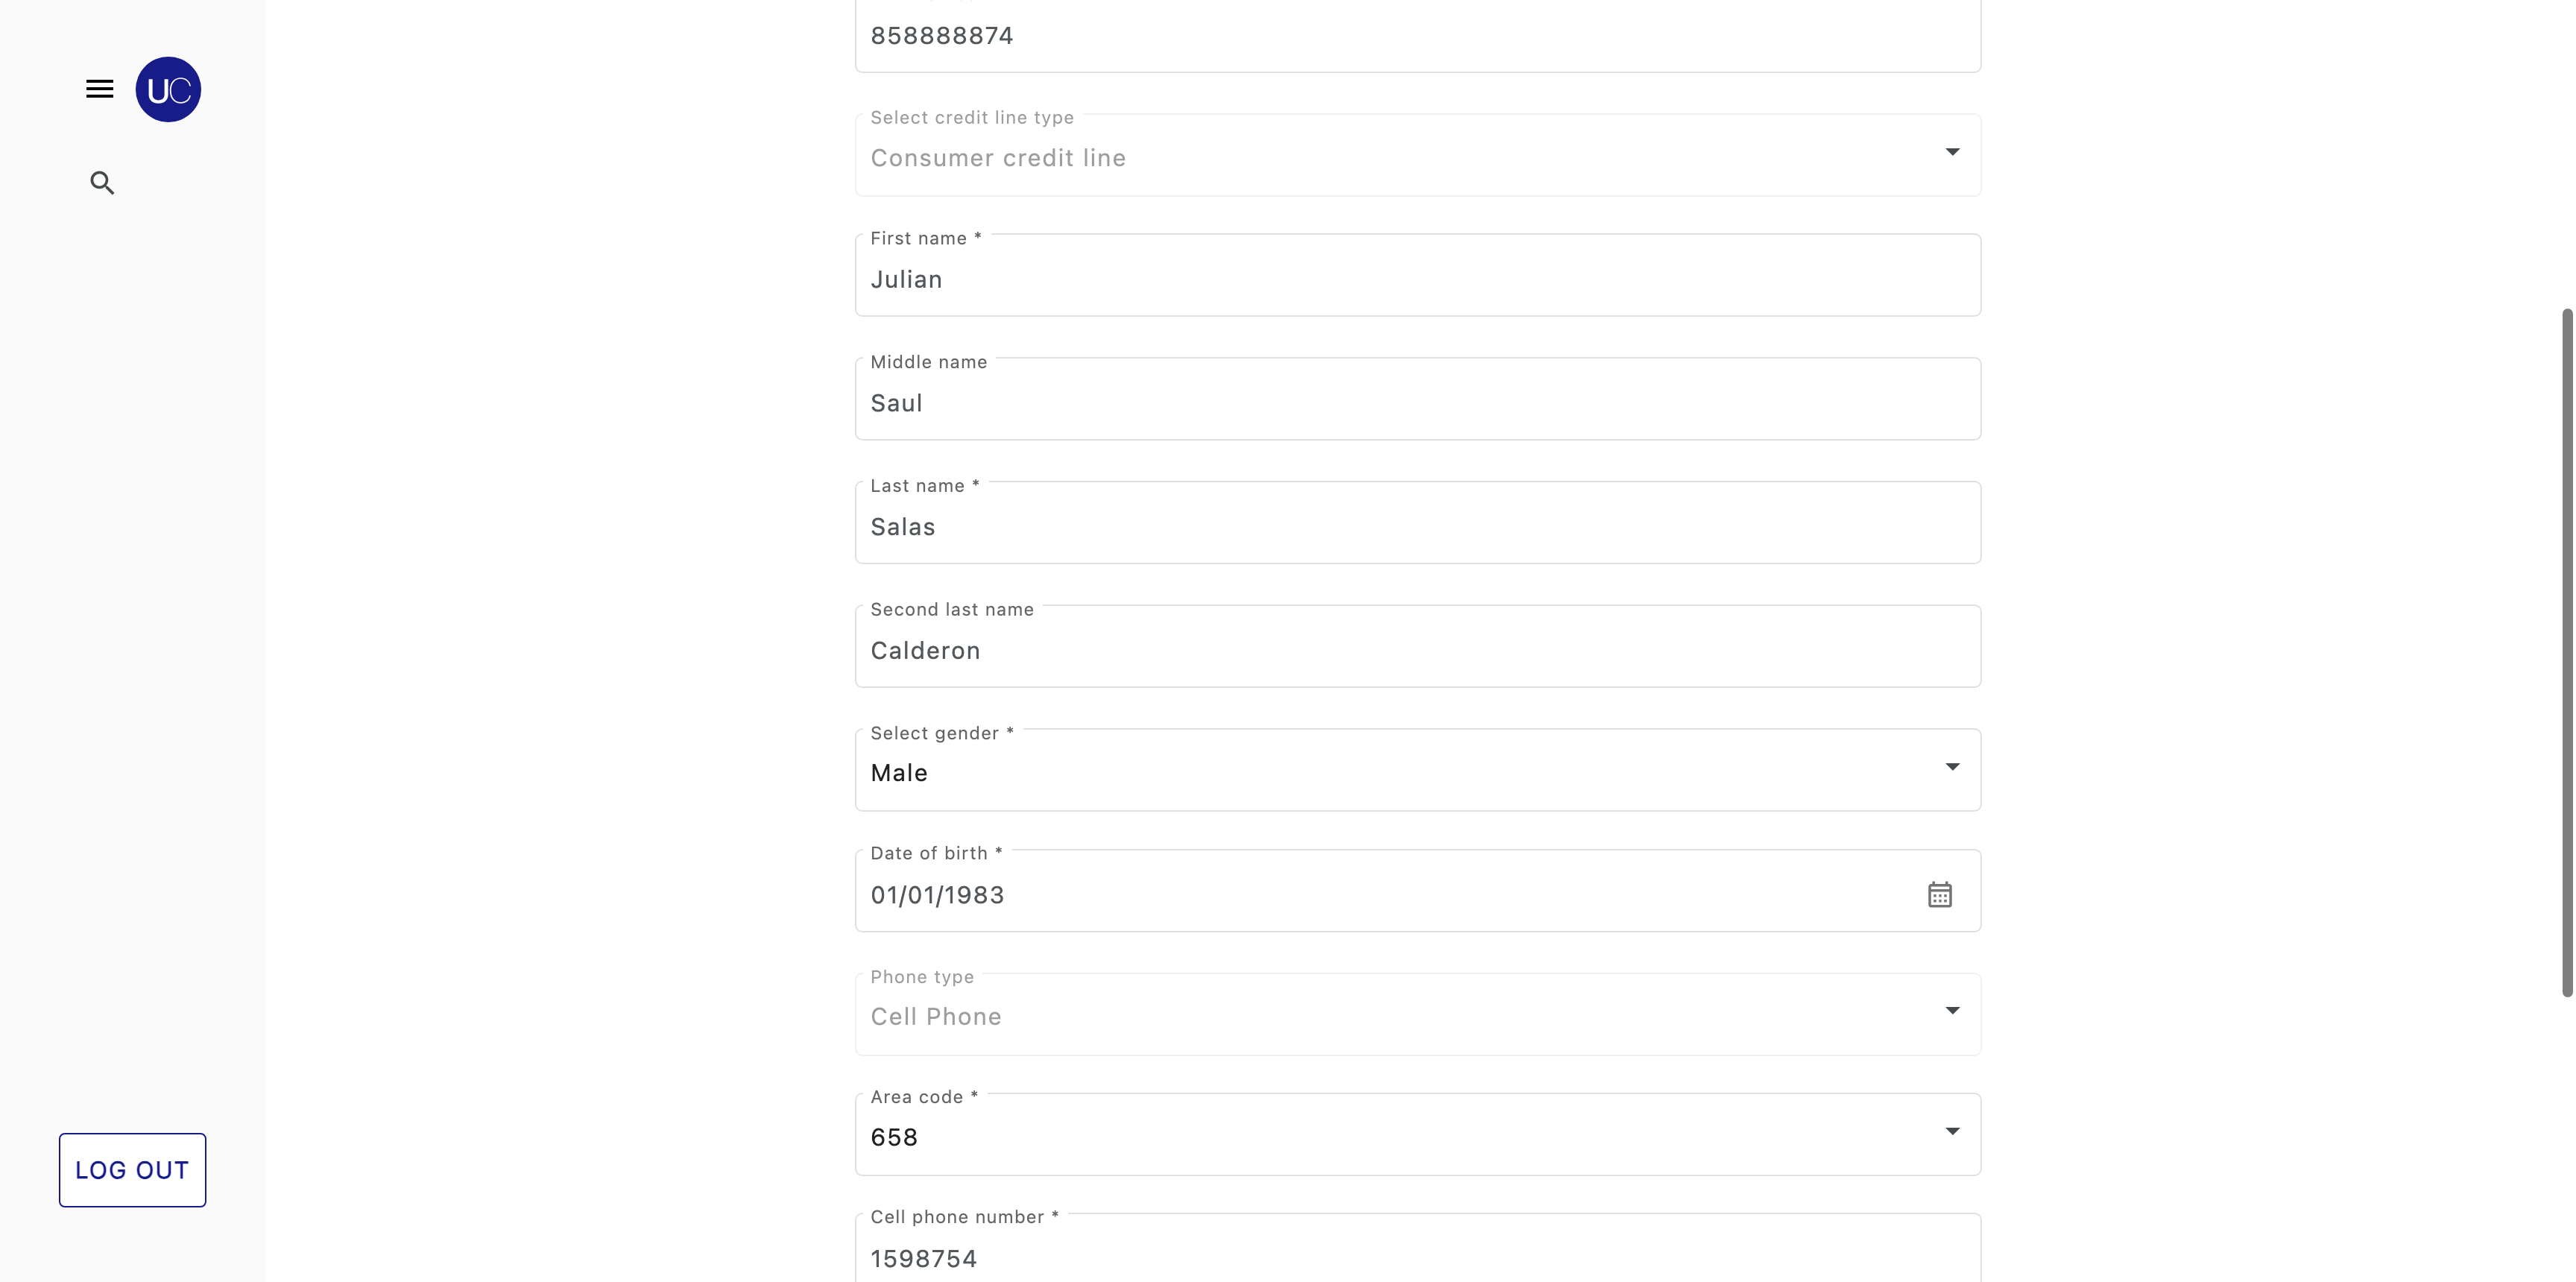 UC
858888874
Select credit line type
Consumer credit line
First name *
Julian
Middle name
Saul
Last name *
Salas
Second last name
Calderon
Select gender *
Male
Date of birth *
01/01/1983
Phone type
Cell Phone
Area code *
658
Cell phone number *
1598754
LOG OUT